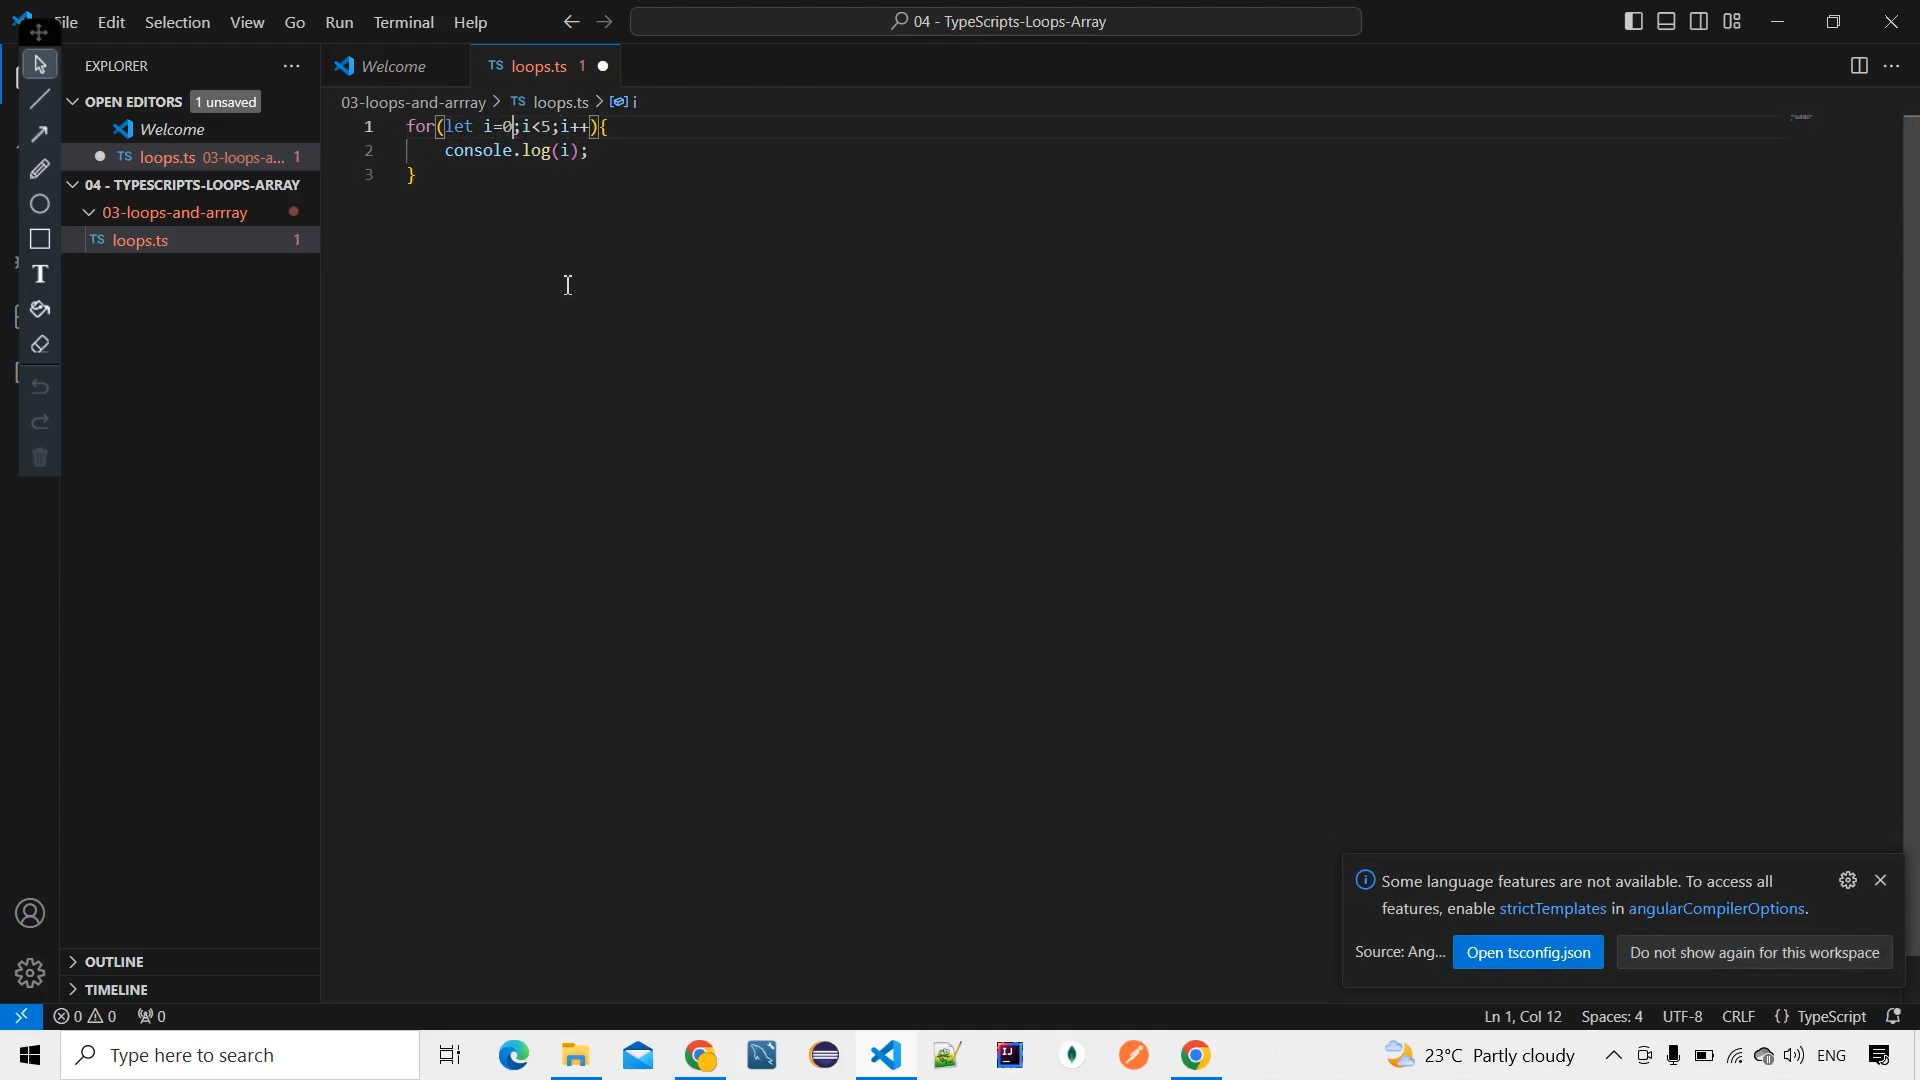 File Edit Selection View Go Run Terminal Help
04 - TypeScripts-Loops-Array
EXPLORER
OPEN EDITORS 1 unsaved
Welcome
TS loops.ts 03-loops-a... 1
04 - TYPESCRIPTS-LOOPS-ARRAY
03-loops-and-arrray
TS loops.ts 1
OUTLINE
TIMELINE
T
Welcome
TS loops.ts 1
03-loops-and-arrray > TS loops.ts > i
1 for(let i=0;i<5;i++){
2 console.log(i);
3 }
Some language features are not available. To access all
features, enable strictTemplates in angularCompilerOptions.
Source: Ang... Open tsconfig.json Do not show again for this workspace
0 0 0
Ln 1, Col 12 Spaces: 4 UTF-8 CRLF {} TypeScript
Type here to search
23°C Partly cloudy ENG